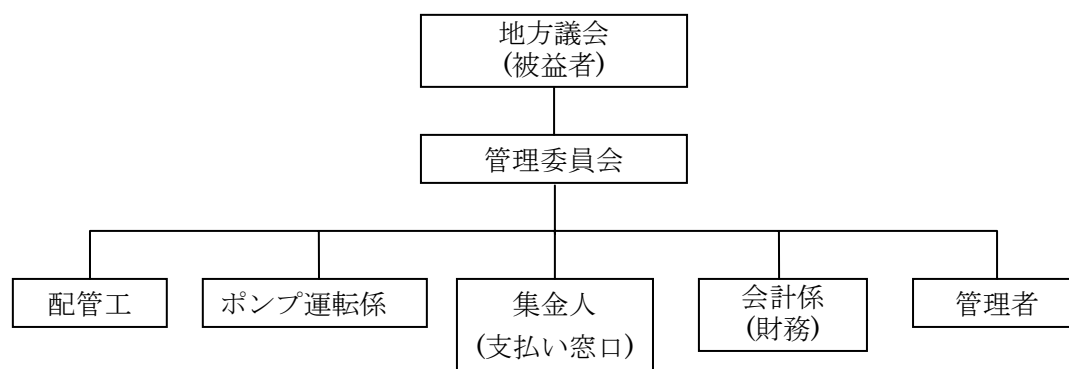 地方議会
(被益者)
管理委員会
配管工
ポンプ運転係
集金人
(支払い窓口)
会計係
(財務)
管理者